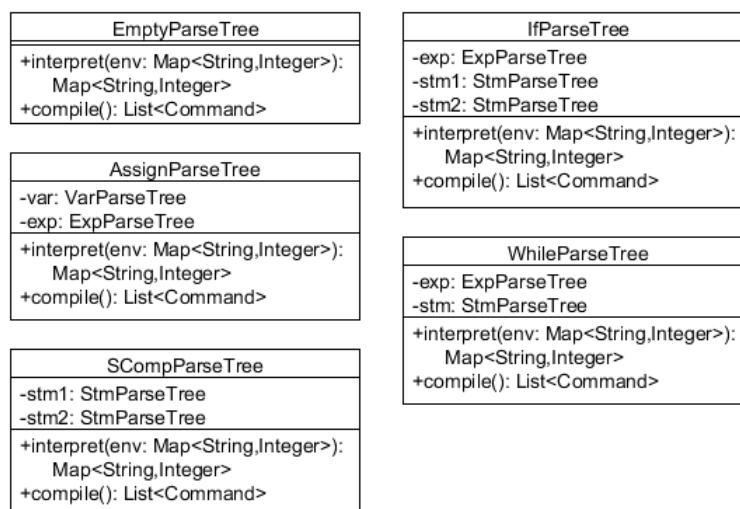 EmptyParseTree
+interpret(env: Map<String,Integer>):
Map<String,Integer>
+compile(): List<Command>
AssignParseTree
-var: VarParseTree
-exp: ExpParseTree
+interpret(env: Map<String,Integer>):
Map<String,Integer>
+compile(): List<Command>
SCompParseTree
-stm1: StmParseTree
-stm2: StmParseTree
+interpret(env: Map<String,Integer>):
Map<String,Integer>
+compile(): List<Command>
IfParseTree
-exp: ExpParseTree
-stm1: StmParseTree
-stm2: StmParseTree
+interpret(env: Map<String,Integer>):
Map<String,Integer>
+compile(): List<Command>
WhileParseTree
-exp: ExpParseTree
-stm: StmParseTree
+interpret(env: Map<String,Integer>):
Map<String,Integer>
+compile(): List<Command>